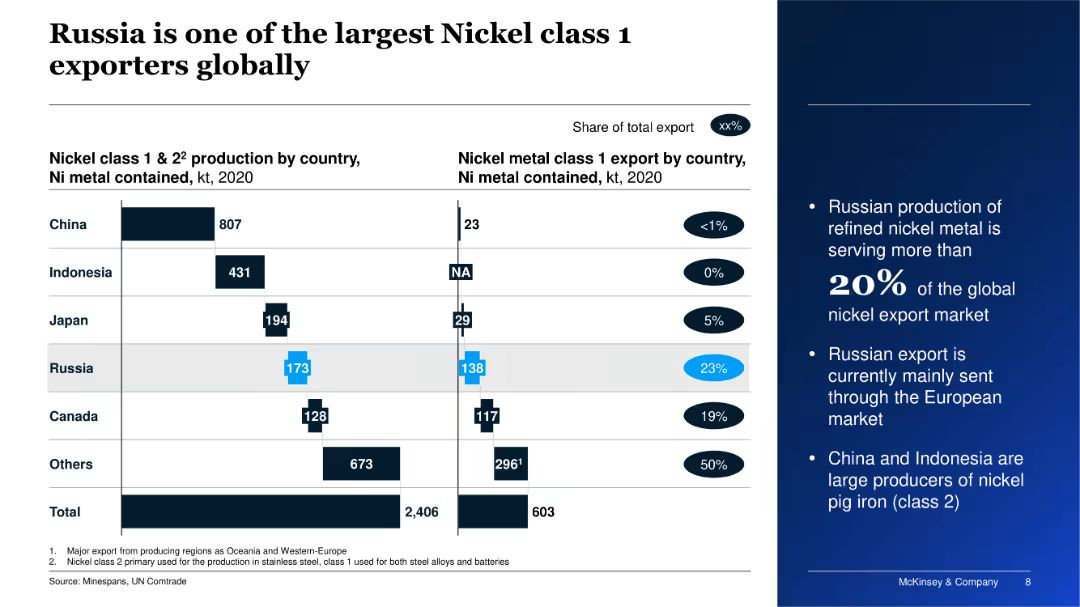 Russia is one of the largest Nickel class 1
exporters globally
Share of total export xx%
Nickel class 1 & 2² production by country,
Ni metal contained, kt, 2020
Nickel metal class 1 export by country,
Ni metal contained, kt, 2020
China 807 23 <1%
Indonesia 431 NA 0%
Japan 194 29 5%
Russia 173 138 23%
Canada 128 117 19%
Others 673 296¹ 50%
Total 2,406 603
1. Major export from producing regions as Oceania and Western-Europe
2. Nickel class 2 primary used for the production in stainless steel, class 1 used for both steel alloys and batteries
Source: Minespans, UN Comtrade
• Russian production of
refined nickel metal is
serving more than
20% of the global
nickel export market
• Russian export is
currently mainly sent
through the European
market
• China and Indonesia are
large producers of nickel
pig iron (class 2)
McKinsey & Company 8